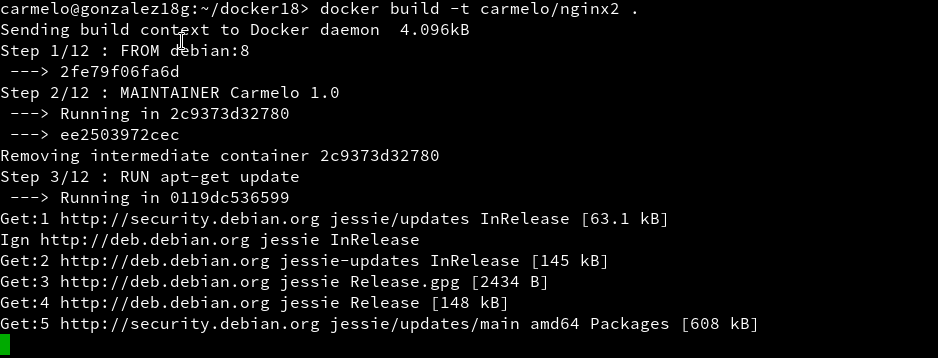 carmelo@gonzalez18g:~/docker18> docker build -t carmelo/nginx2 .
Sending build context to Docker daemon  4.096kB
Step 1/12 : FROM debian:8
 ---> 2fe79f06fa6d
Step 2/12 : MAINTAINER Carmelo 1.0
 ---> Running in 2c9373d32780
 ---> ee2503972cec
Removing intermediate container 2c9373d32780
Step 3/12 : RUN apt-get update
 ---> Running in 0119dc536599
Get:1 http://security.debian.org jessie/updates InRelease [63.1 kB]
Ign http://deb.debian.org jessie InRelease
Get:2 http://deb.debian.org jessie-updates InRelease [145 kB]
Get:3 http://deb.debian.org jessie Release.gpg [2434 B]
Get:4 http://deb.debian.org jessie Release [148 kB]
Get:5 http://security.debian.org jessie/updates/main amd64 Packages [608 kB]